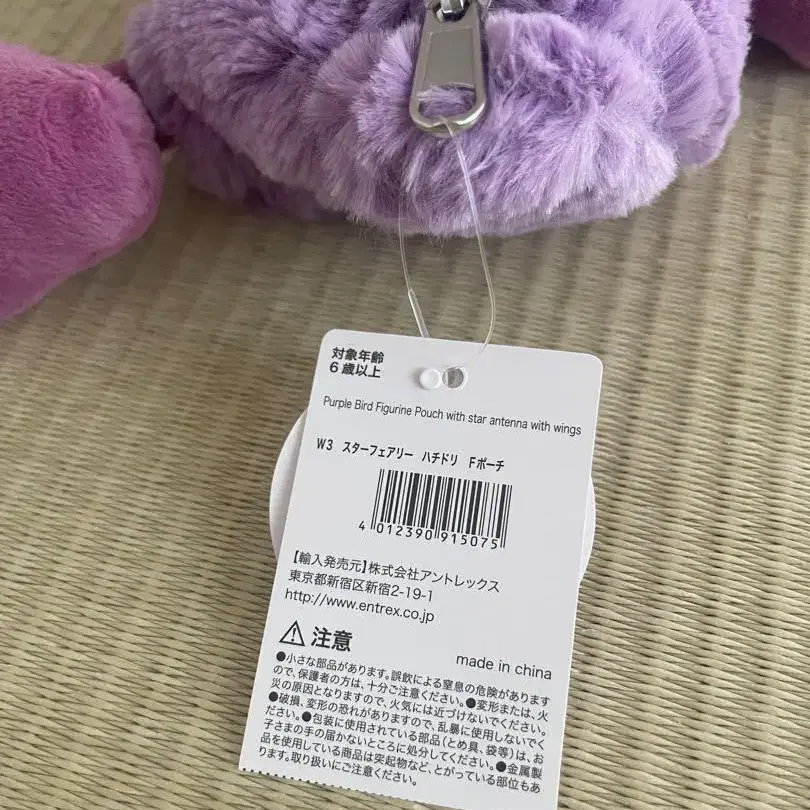 対象年齢
6歳以上
Purple Bird Figurine Pouch with star antenna with wings
W3 スターフェアリー ハチドリ Fポーチ
4 012390 915075
【輸入発売元】株式会社アントレックス
東京都新宿区新宿2-19-1
http://www.entrex.co.jp
⚠ 注意
made in china
●小さな部品があります。誤飲による窒息の危険があります
ので、保護者の方は、十分ご注意ください。●変形または、火
災の原因となりますので、火気には近づけないでください。
●破損、変形の恐れがありますので、乱暴に使用しないでく
ださい。●包装に使用されている部品(とめ具、袋等)は、お
子さまの手の届かないところに処分してください。●金属製
品を使用している商品は突起物など、とがっている部位もあ
ります。取り扱いにご注意ください。